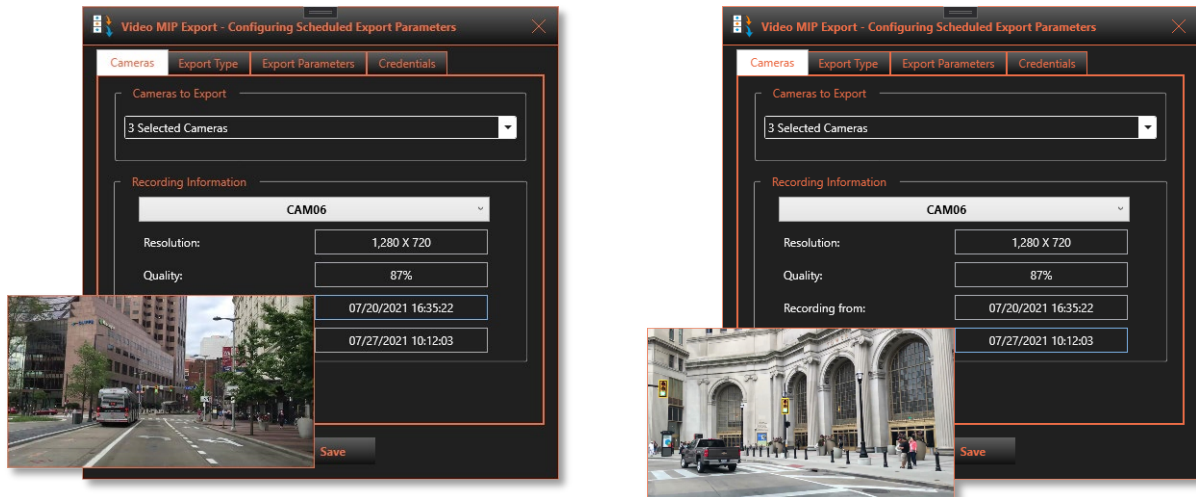 Video MIP Export - Configuring Scheduled Export Parameters
Cameras
Export Type
Export Parameters
Credentials
Cameras to Export
3 Selected Cameras
Recording Information
CAM06
Resolution:
1,280 X 720
Quality:
87%
07/20/2021 16:35:22
07/27/2021 10:12:03
Save
Video MIP Export - Configuring Scheduled Export Parameters
Cameras
Export Type
Export Parameters
Credentials
Cameras to Export
3 Selected Cameras
Recording Information
CAM06
Resolution:
1,280 X 720
Quality:
87%
Recording from:
07/20/2021 16:35:22
07/27/2021 10:12:03
Save